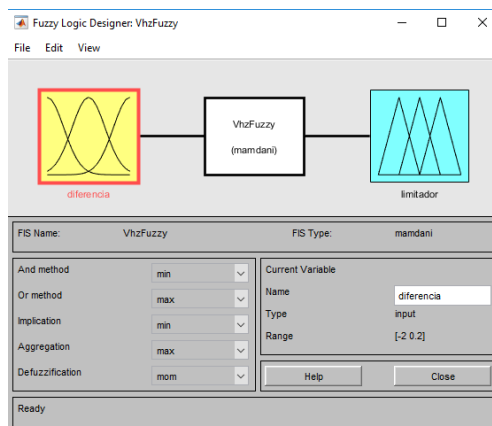 Fuzzy Logic Designer: VhzFuzzy
File Edit View
VhzFuzzy
(mamdani)
diferencia
limitador
FIS Name: VhzFuzzy FIS Type: mamdani
And method min
Or method max
Implication min
Aggregation max
Defuzzification mom
Current Variable
Name diferencia
Type input
Range [-2 0.2]
Help Close
Ready